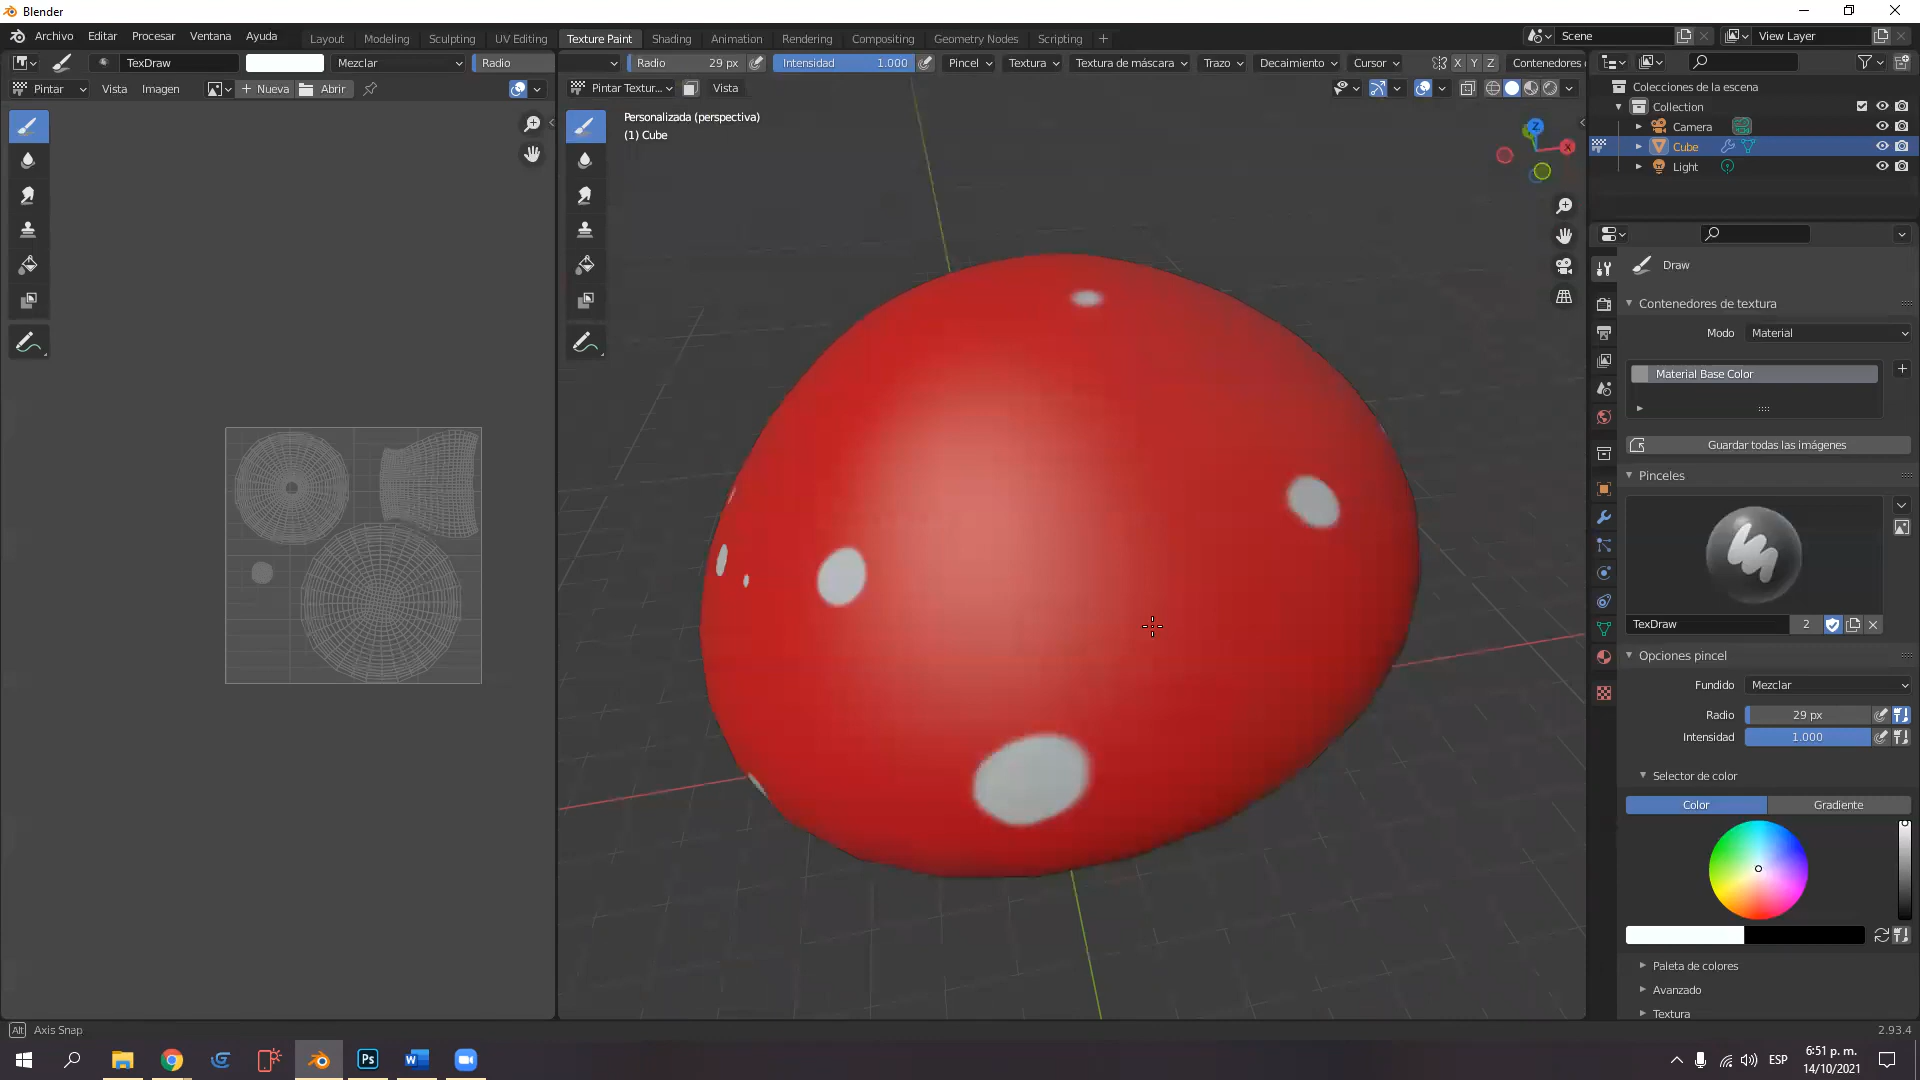 Blender
Archivo Editar Procesar Ventana Ayuda Layout Modeling Sculpting UV Editing Texture Paint Shading Animation Rendering Compositing Geometry Nodes Scripting + Scene View Layer
TexDraw Mezclar Radio Radio 29 px Intensidad 1.000 Pincel Textura Textura de máscara Trazo Decaimiento Cursor X Y Z Contenedores
Pintar Vista Imagen + Nueva Abrir Pintar Textur... Vista
Colecciones de la escena
Collection
Camera
Cube
Light
Personalizada (perspectiva)
(1) Cube
Z
X
Draw
Contenedores de textura
Modo Material
Material Base Color
Guardar todas las imágenes
Pinceles
TexDraw 2
Opciones pincel
Fundido Mezclar
Radio 29 px
Intensidad 1.000
Selector de color
Color Gradiente
Paleta de colores
Avanzado
Textura
Alt Axis Snap 2.93.4
Ps W ESP 6:51 p. m.
14/10/2021